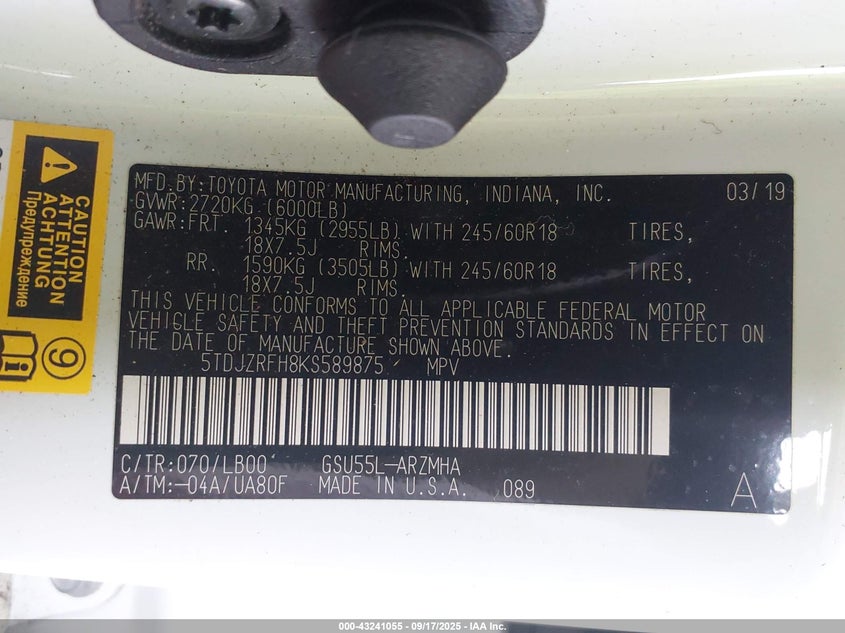 CAUTION
ATTENTION
ACHTUNG
Предупреждение
9
MFD.BY:TOYOTA MOTOR MANUFACTURING, INDIANA, INC. 03/19
GVWR:2720KG (6000LB)
GAWR:FRT. 1345KG (2955LB) WITH 245/60R18 TIRES,
18X7.5J RIMS.
RR. 1590KG (3505LB) WITH 245/60R18 TIRES,
18X7.5J RIMS.
THIS VEHICLE CONFORMS TO ALL APPLICABLE FEDERAL MOTOR
VEHICLE SAFETY AND THEFT PREVENTION STANDARDS IN EFFECT ON
THE DATE OF MANUFACTURE SHOWN ABOVE.
5TDJZRFH8KS589875 MPV
C/TR:070/LB00 GSU55L-ARZMHA
A/TM:-04A/UA80F MADE IN U.S.A. 089 A
000-43241055 - 09/17/2025 - IAA Inc.